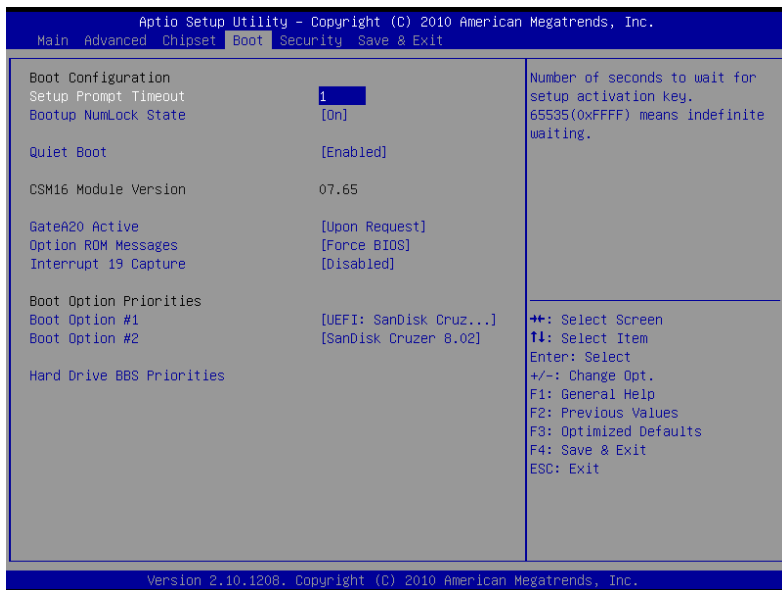 Aptio Setup Utility – Copyright (C) 2010 American Megatrends, Inc.
Main Advanced Chipset Boot Security Save & Exit
Boot Configuration
Setup Prompt Timeout 1
Bootup NumLock State [On]
Quiet Boot [Enabled]
CSM16 Module Version 07.65
GateA20 Active [Upon Request]
Option ROM Messages [Force BIOS]
Interrupt 19 Capture [Disabled]
Boot Option Priorities
Boot Option #1 [UEFI: SanDisk Cruz...]
Boot Option #2 [SanDisk Cruzer 8.02]
Hard Drive BBS Priorities
Number of seconds to wait for
setup activation key.
65535(0xFFFF) means indefinite
waiting.
→←: Select Screen
↑↓: Select Item
Enter: Select
+/-: Change Opt.
F1: General Help
F2: Previous Values
F3: Optimized Defaults
F4: Save & Exit
ESC: Exit
Version 2.10.1208. Copyright (C) 2010 American Megatrends, Inc.